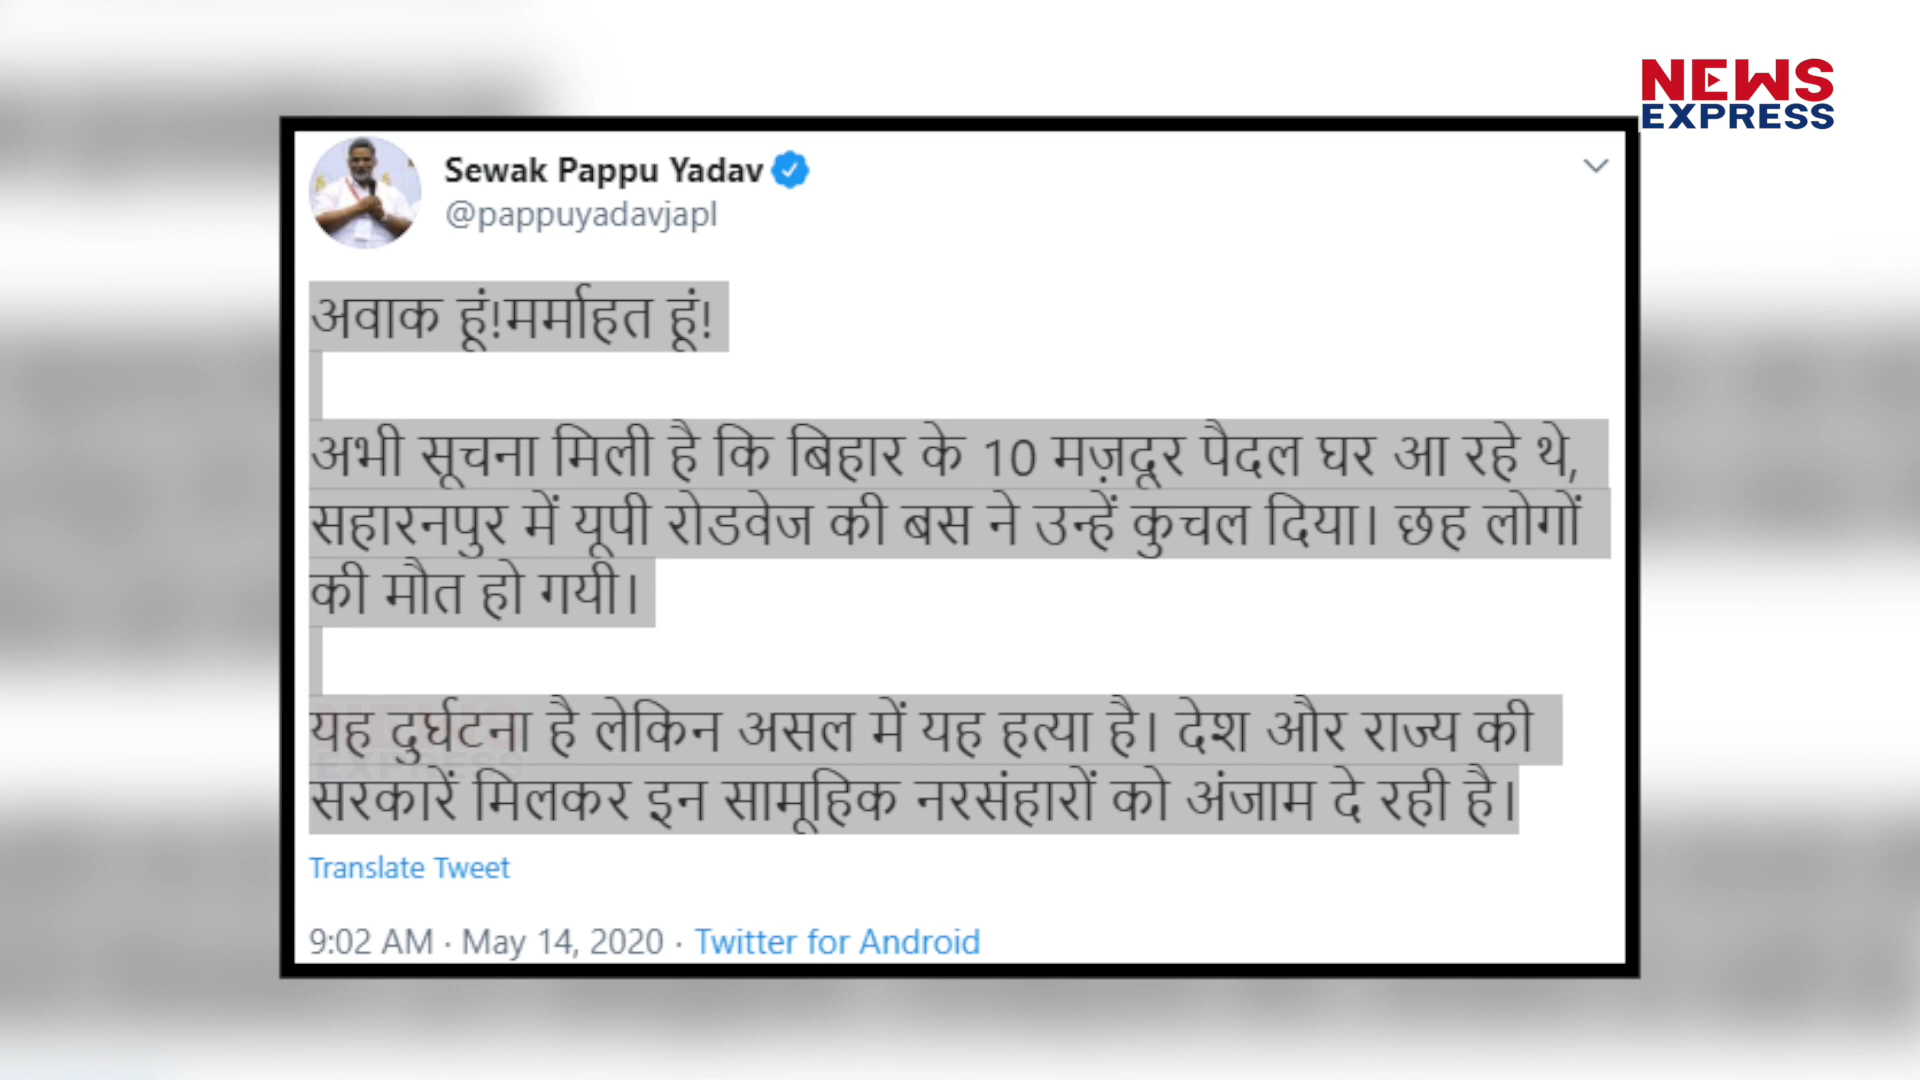 NEWS
EXPRESS
Sewak Pappu Yadav
@pappuyadavjapl
अवाक हूं!मर्माहत हूं!
अभी सूचना मिली है कि बिहार के 10 मज़दूर पैदल घर आ रहे थे,
सहारनपुर में यूपी रोडवेज की बस ने उन्हें कुचल दिया। छह लोगों
की मौत हो गयी।
यह दुर्घटना है लेकिन असल में यह हत्या है। देश और राज्य की
सरकारें मिलकर इन सामूहिक नरसंहारों को अंजाम दे रही है।
NEWS
EXPRESS
Translate Tweet
9:02 AM · May 14, 2020 · Twitter for Android